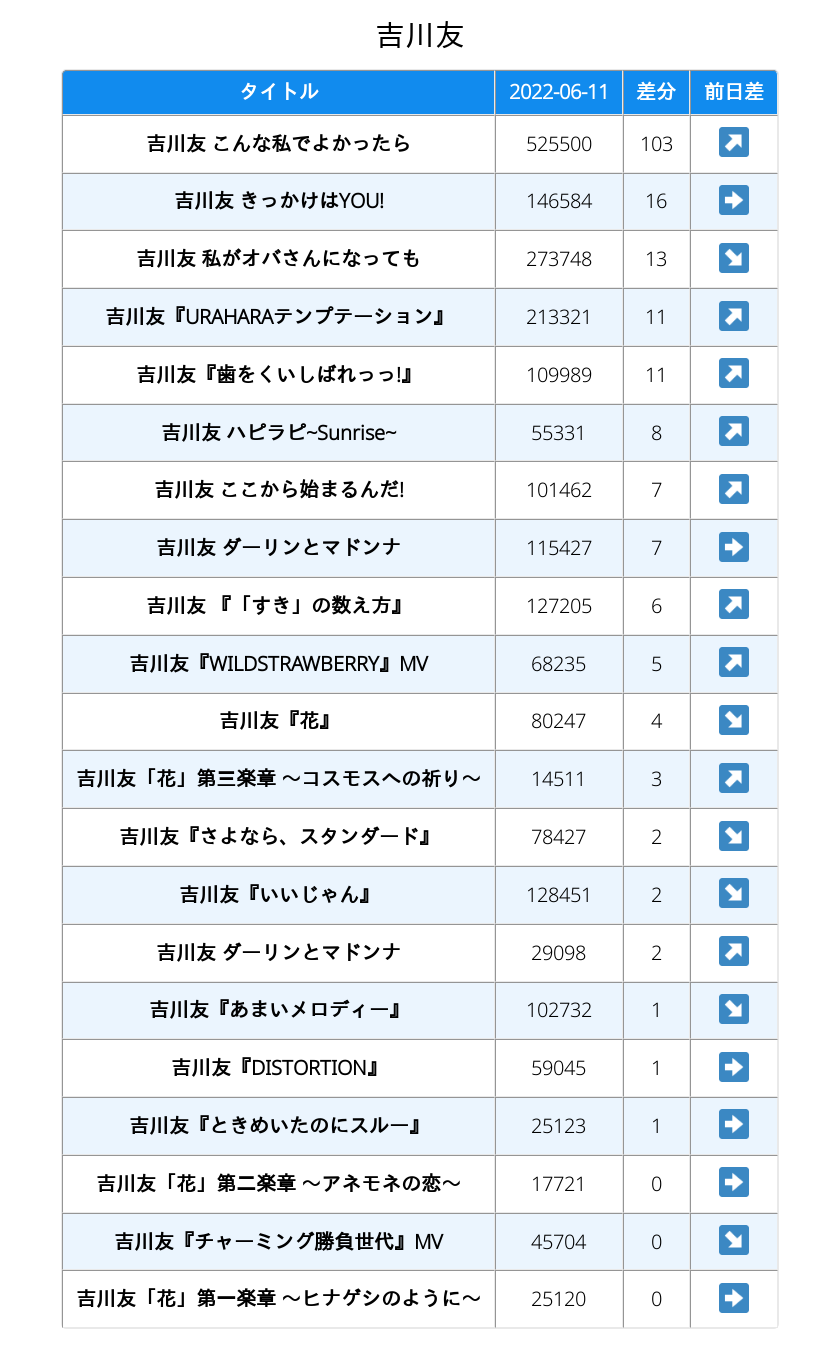 吉川友
タイトル 2022-06-11 差分 前日差
吉川友 こんな私でよかったら 525500 103
吉川友 きっかけはYOU! 146584 16
吉川友 私がオバさんになっても 273748 13
吉川友『URAHARAテンプテーション』 213321 11
吉川友『歯をくいしばれっっ!』 109989 11
吉川友 ハピラピ~Sunrise~ 55331 8
吉川友 ここから始まるんだ! 101462 7
吉川友 ダーリンとマドンナ 115427 7
吉川友 『「すき」の数え方』 127205 6
吉川友『WILDSTRAWBERRY』MV 68235 5
吉川友『花』 80247 4
吉川友「花」第三楽章 〜コスモスへの祈り〜 14511 3
吉川友『さよなら、スタンダード』 78427 2
吉川友『いいじゃん』 128451 2
吉川友 ダーリンとマドンナ 29098 2
吉川友『あまいメロディー』 102732 1
吉川友『DISTORTION』 59045 1
吉川友『ときめいたのにスルー』 25123 1
吉川友「花」第二楽章 〜アネモネの恋〜 17721 0
吉川友『チャーミング勝負世代』MV 45704 0
吉川友「花」第一楽章 〜ヒナゲシのように〜 25120 0